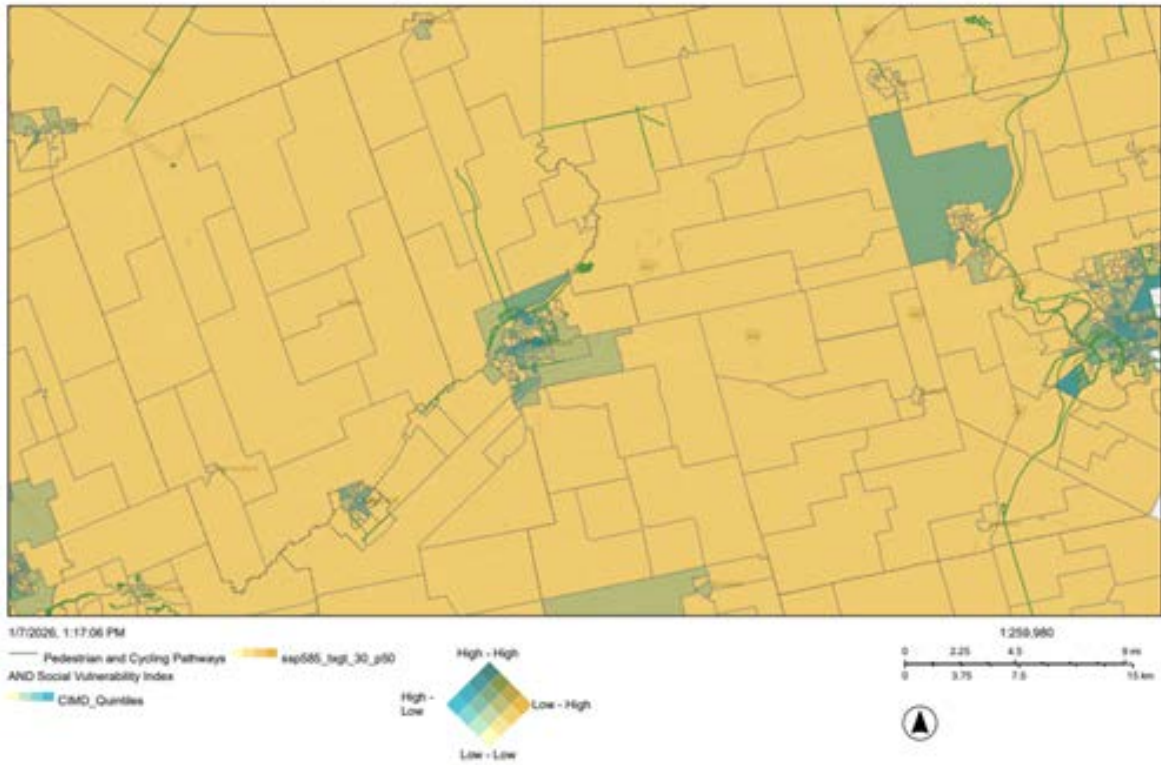 1/7/2026, 1:17:06 PM
1:259,980
Pedestrian and Cycling Pathways
ssp585_txgt_30_p50
AND Social Vulnerability Index
CIMD_Quintiles
High - High
High - Low
Low - High
Low - Low
0 2.25 4.5 9 mi
0 3.75 7.5 15 km